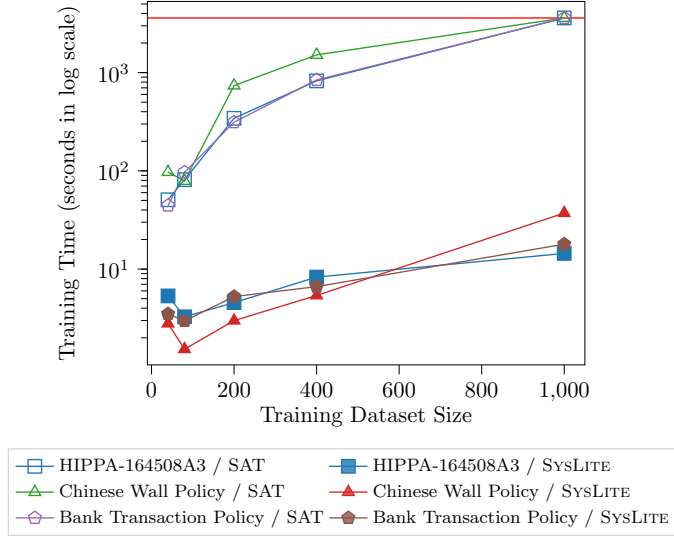 Training Time (seconds in log scale)
10^3
10^2
10^1
0
200
400
600
800
1,000
Training Dataset Size
HIPPA-164508A3 / SAT
HIPPA-164508A3 / SYSLITE
Chinese Wall Policy / SAT
Chinese Wall Policy / SYSLITE
Bank Transaction Policy / SAT
Bank Transaction Policy / SYSLITE